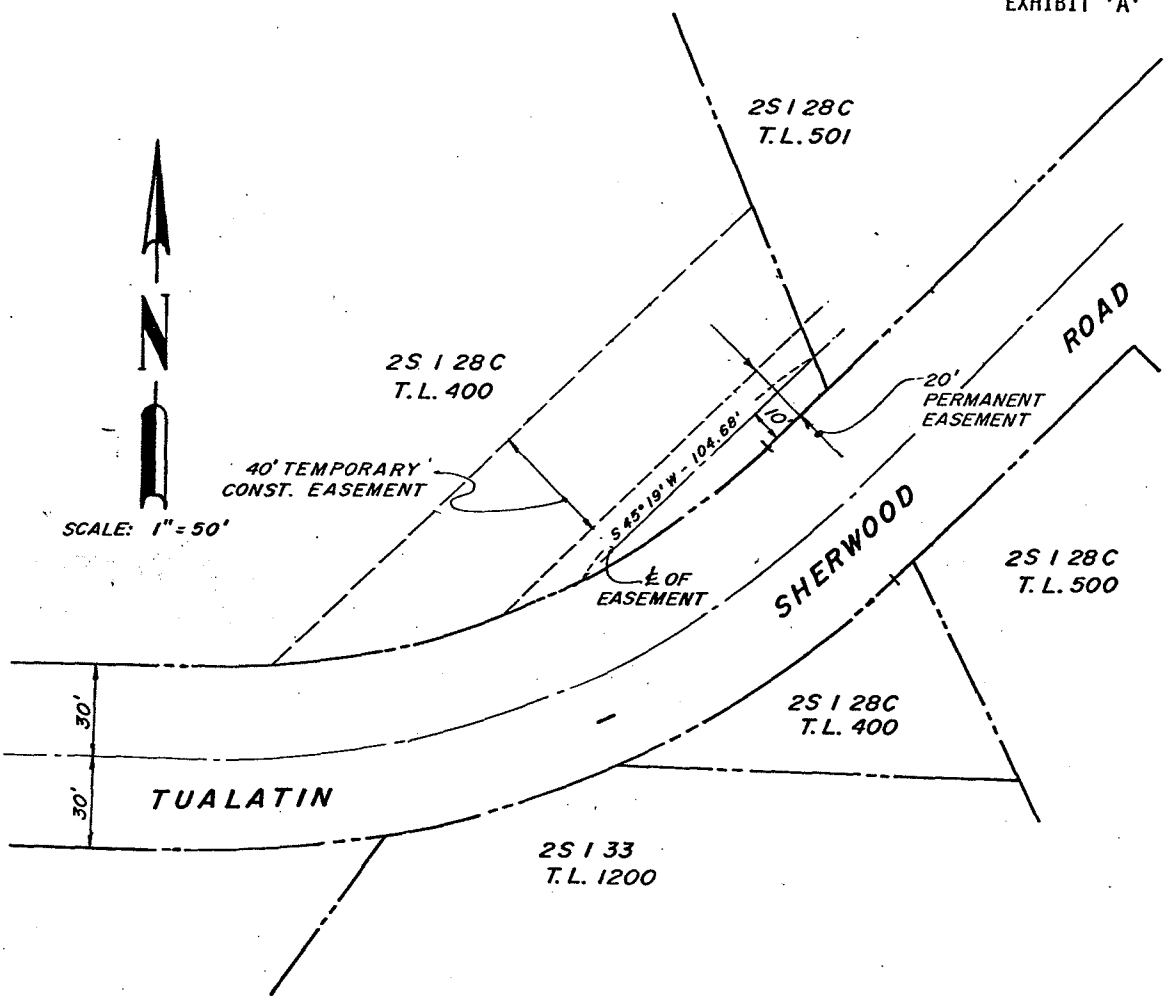 EXHIBIT 'A'
2S 1 28C
T.L. 501
N
SCALE: 1" = 50'
2S 1 28C
T.L. 400
40' TEMPORARY
CONST. EASEMENT
S 45° 19' W - 104.68'
10'
20'
PERMANENT
EASEMENT
℄ OF
EASEMENT
TUALATIN
SHERWOOD
ROAD
30'
30'
2S 1 28C
T.L. 500
2S 1 28C
T.L. 400
2S 1 33
T.L. 1200